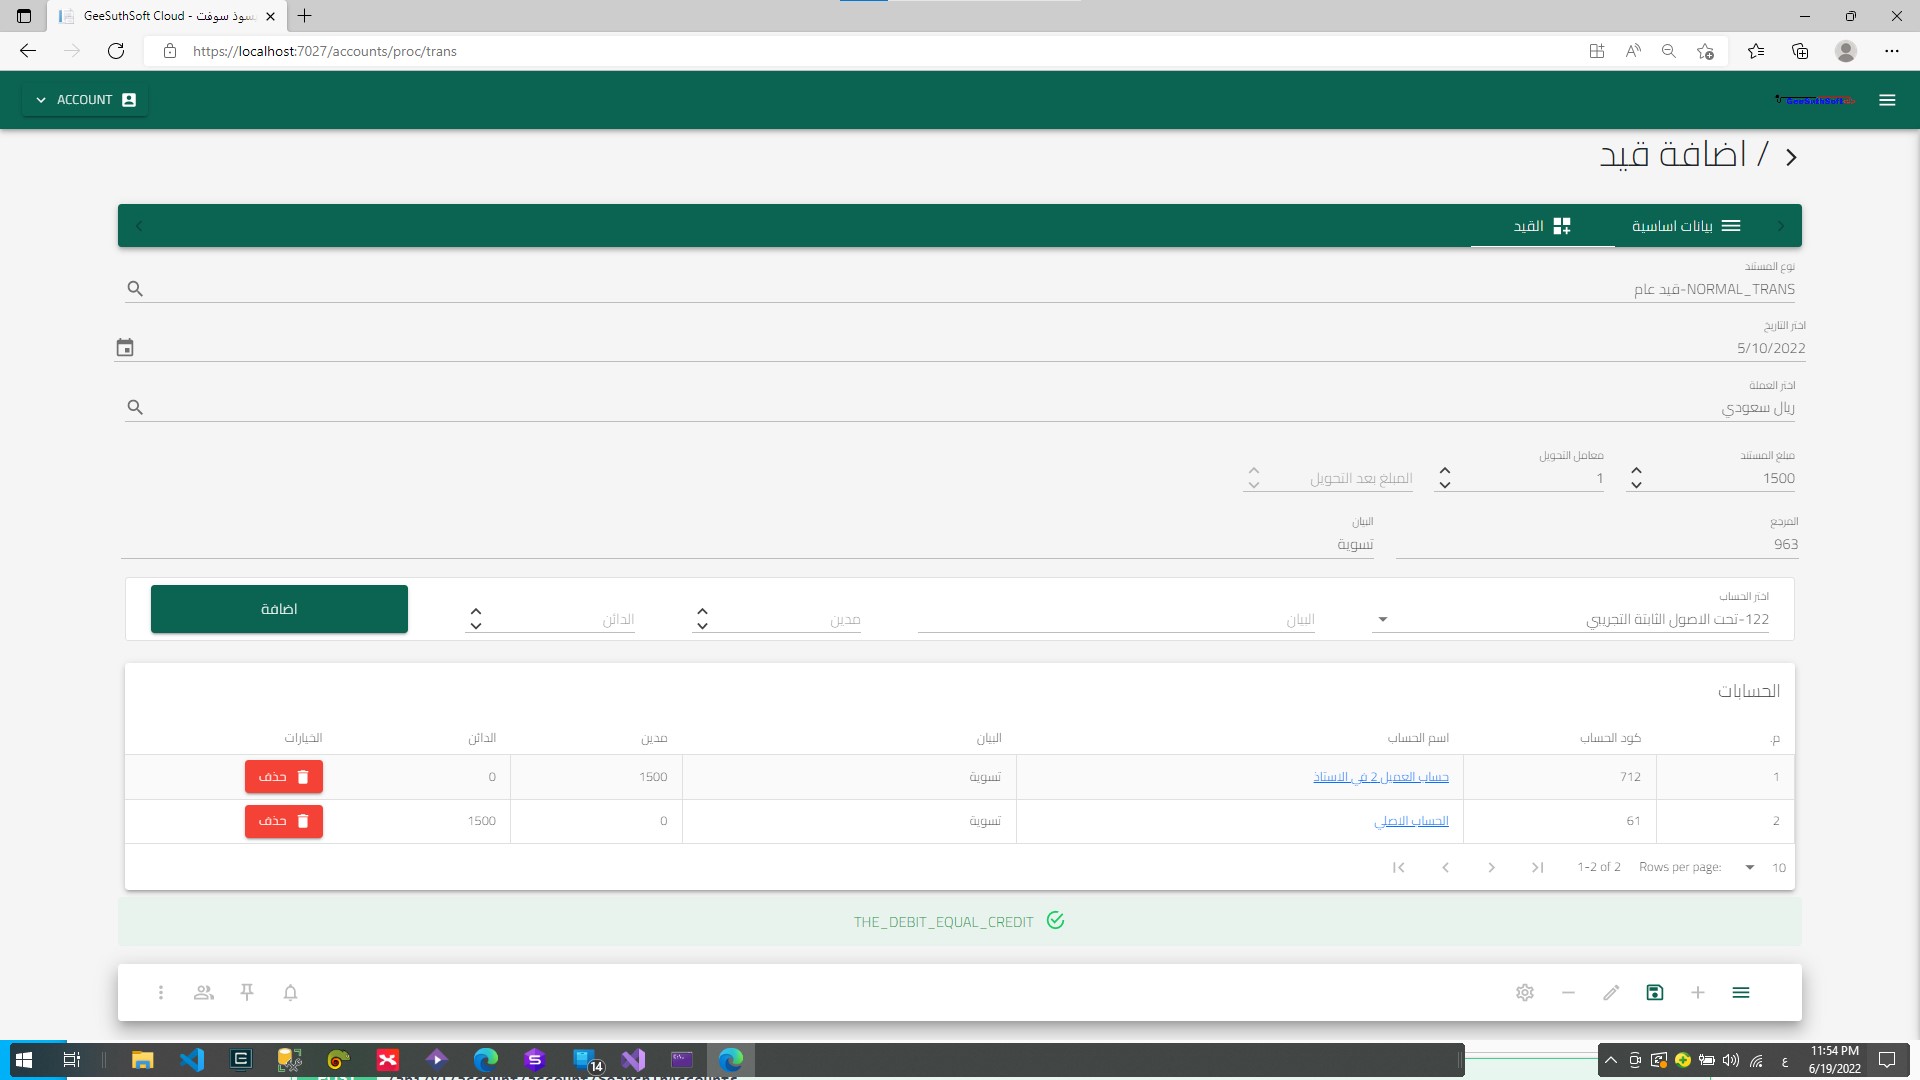 GeeSuthSoft Cloud - يسوذ سوفت
https://localhost:7027/accounts/proc/trans
ACCOUNT
GeeSuthSoft
/ اضافة قيد
بيانات اساسية
القيد
نوع المستند
NORMAL_TRANS-قيد عام
اختر التاريخ
5/10/2022
اختر العملة
ريال سعودي
مبلغ المستند
1500
معامل التحويل
1
المبلغ بعد التحويل
المرجع
963
البيان
تسوية
اختر الحساب
122-تحت الاصول الثابتة التجريبي
البيان
مدين
الدائن
اضافة
الحسابات
م. كود الحساب اسم الحساب البيان مدين الدائن الخيارات
1 712 حساب العميل 2 في الاستاذ تسوية 1500 0 حذف
2 61 الحساب الاصلي تسوية 0 1500 حذف
1-2 of 2 Rows per page: 10
THE_DEBIT_EQUAL_CREDIT
14
ع
11:54 PM
6/19/2022